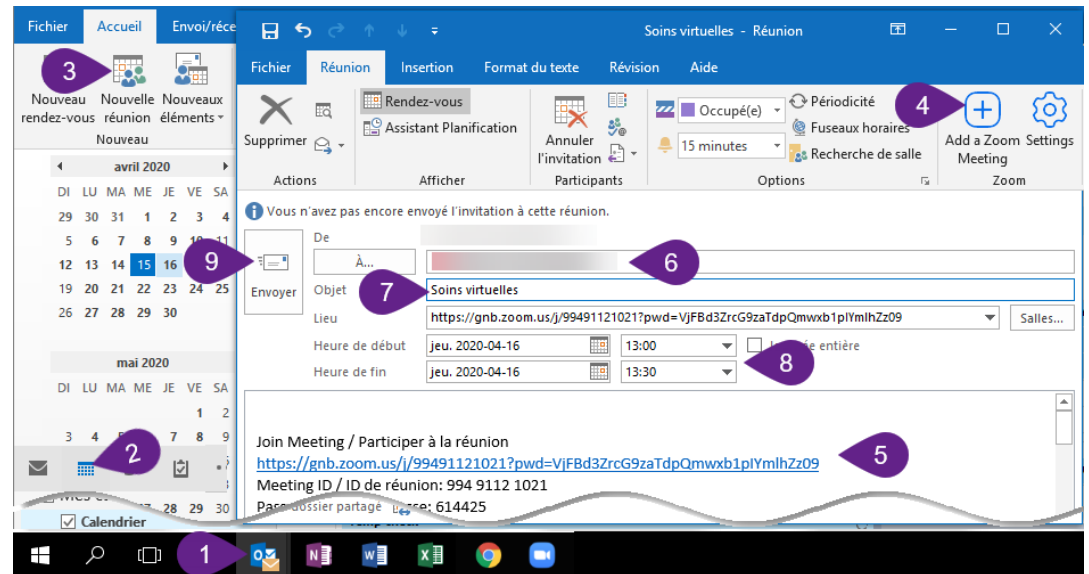 Fichier Accueil Envoi/réce
3
Nouveau rendez-vous
Nouvelle réunion
Nouveaux éléments
Nouveau
avril 2020
DI LU MA ME JE VE SA
29 30 31 1 2 3 4
5 6 7 8 9 10 11
12 13 14 15 16
19 20 21 22 23 24 25
26 27 28 29 30
mai 2020
DI LU MA ME JE VE SA
1 2
3 4 7 8 9
2
28 29 30
Calendrier
Soins virtuelles - Réunion
Fichier Réunion Insertion Format du texte Révision Aide
Supprimer
Actions
Rendez-vous
Assistant Planification
Afficher
Annuler l'invitation
Participants
Occupé(e)
15 minutes
Périodicité
Fuseaux horaires
Recherche de salle
Options
4
Add a Zoom Meeting
Settings
Zoom
Vous n'avez pas encore envoyé l'invitation à cette réunion.
De
9
Envoyer
À...
6
Objet
7
Soins virtuelles
Lieu
https://gnb.zoom.us/j/99491121021?pwd=VjFBd3ZrcG9zaTdpQmwxb1pIYmlhZz09
Salles...
Heure de début jeu. 2020-04-16 13:00
entière
Heure de fin jeu. 2020-04-16 13:30
8
Join Meeting / Participer à la réunion
https://gnb.zoom.us/j/99491121021?pwd=VjFBd3ZrcG9zaTdpQmwxb1pIYmlhZz09
5
Meeting ID / ID de réunion: 994 9112 1021
dossier partagé
: 614425
1